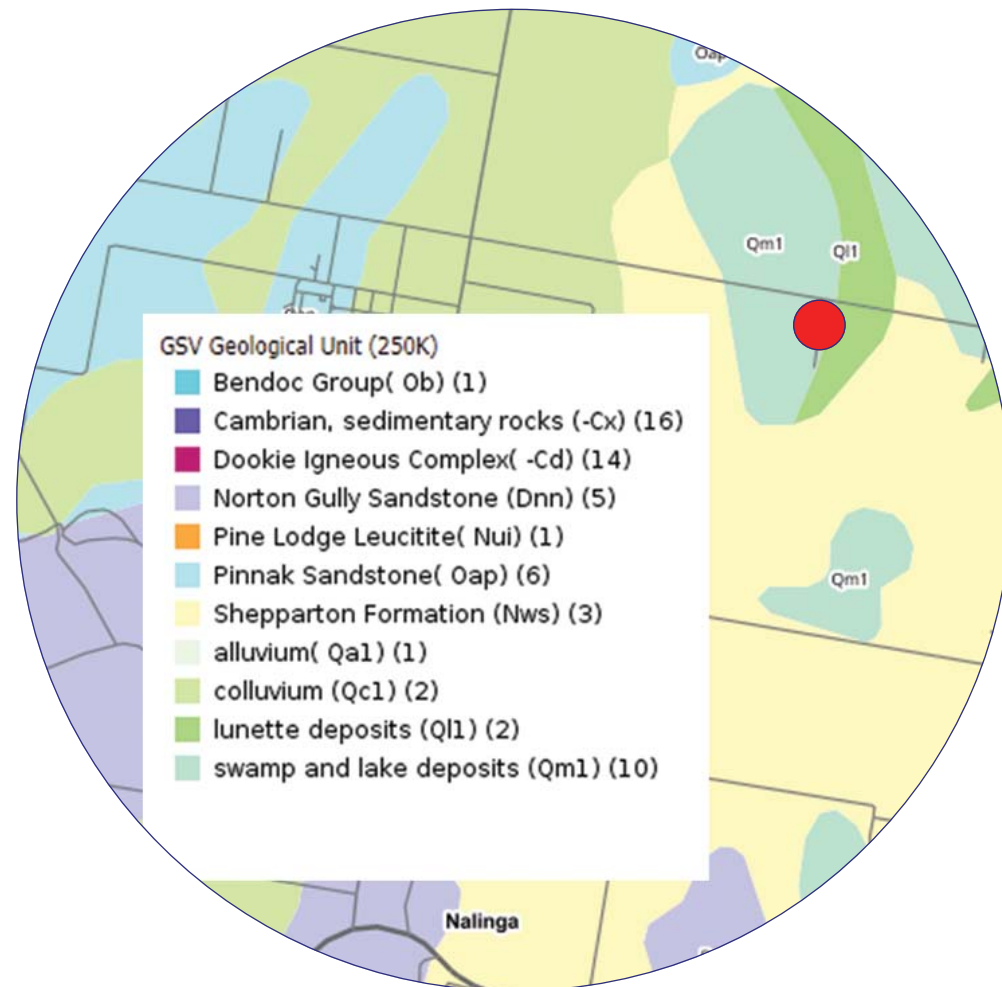 Oap
Qm1
Ql1
GSV Geological Unit (250K)
Bendoc Group( Ob) (1)
Cambrian, sedimentary rocks (-Cx) (16)
Dookie Igneous Complex( -Cd) (14)
Norton Gully Sandstone (Dnn) (5)
Pine Lodge Leucitite( Nui) (1)
Pinnak Sandstone( Oap) (6)
Shepparton Formation (Nws) (3)
alluvium( Qa1) (1)
colluvium (Qc1) (2)
lunette deposits (Ql1) (2)
swamp and lake deposits (Qm1) (10)
Qm1
Nalinga